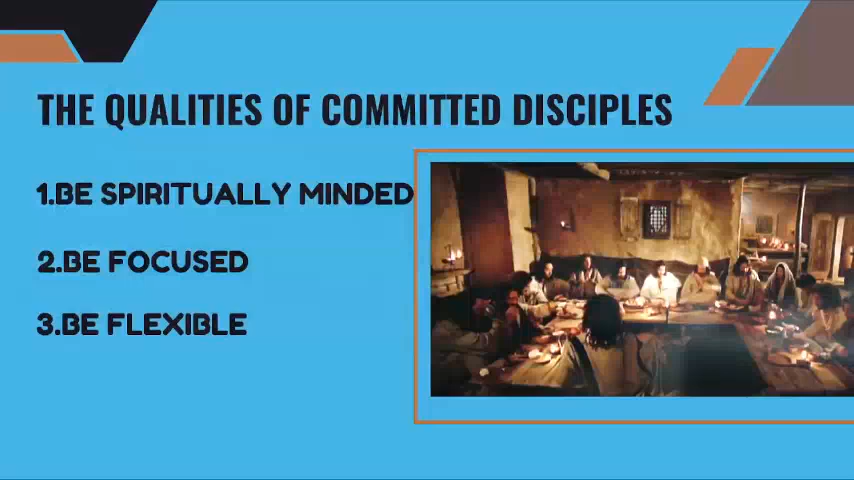 THE QUALITIES OF COMMITTED DISCIPLES
1.BE SPIRITUALLY MINDED
2.BE FOCUSED
3.BE FLEXIBLE